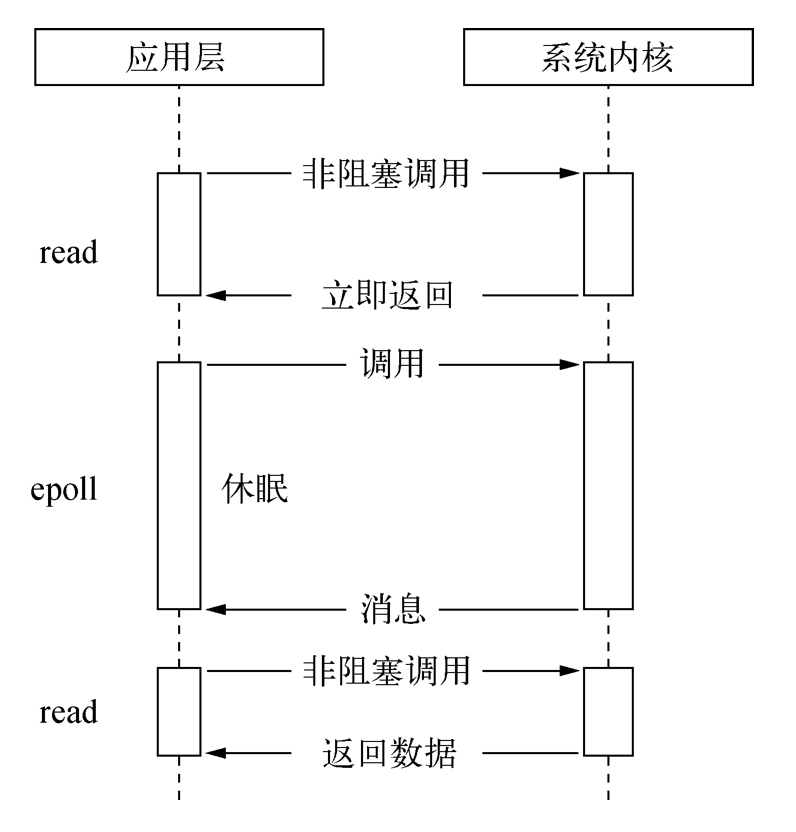 应用层
系统内核
非阻塞调用
read
立即返回
调用
epoll
休眠
消息
非阻塞调用
read
返回数据